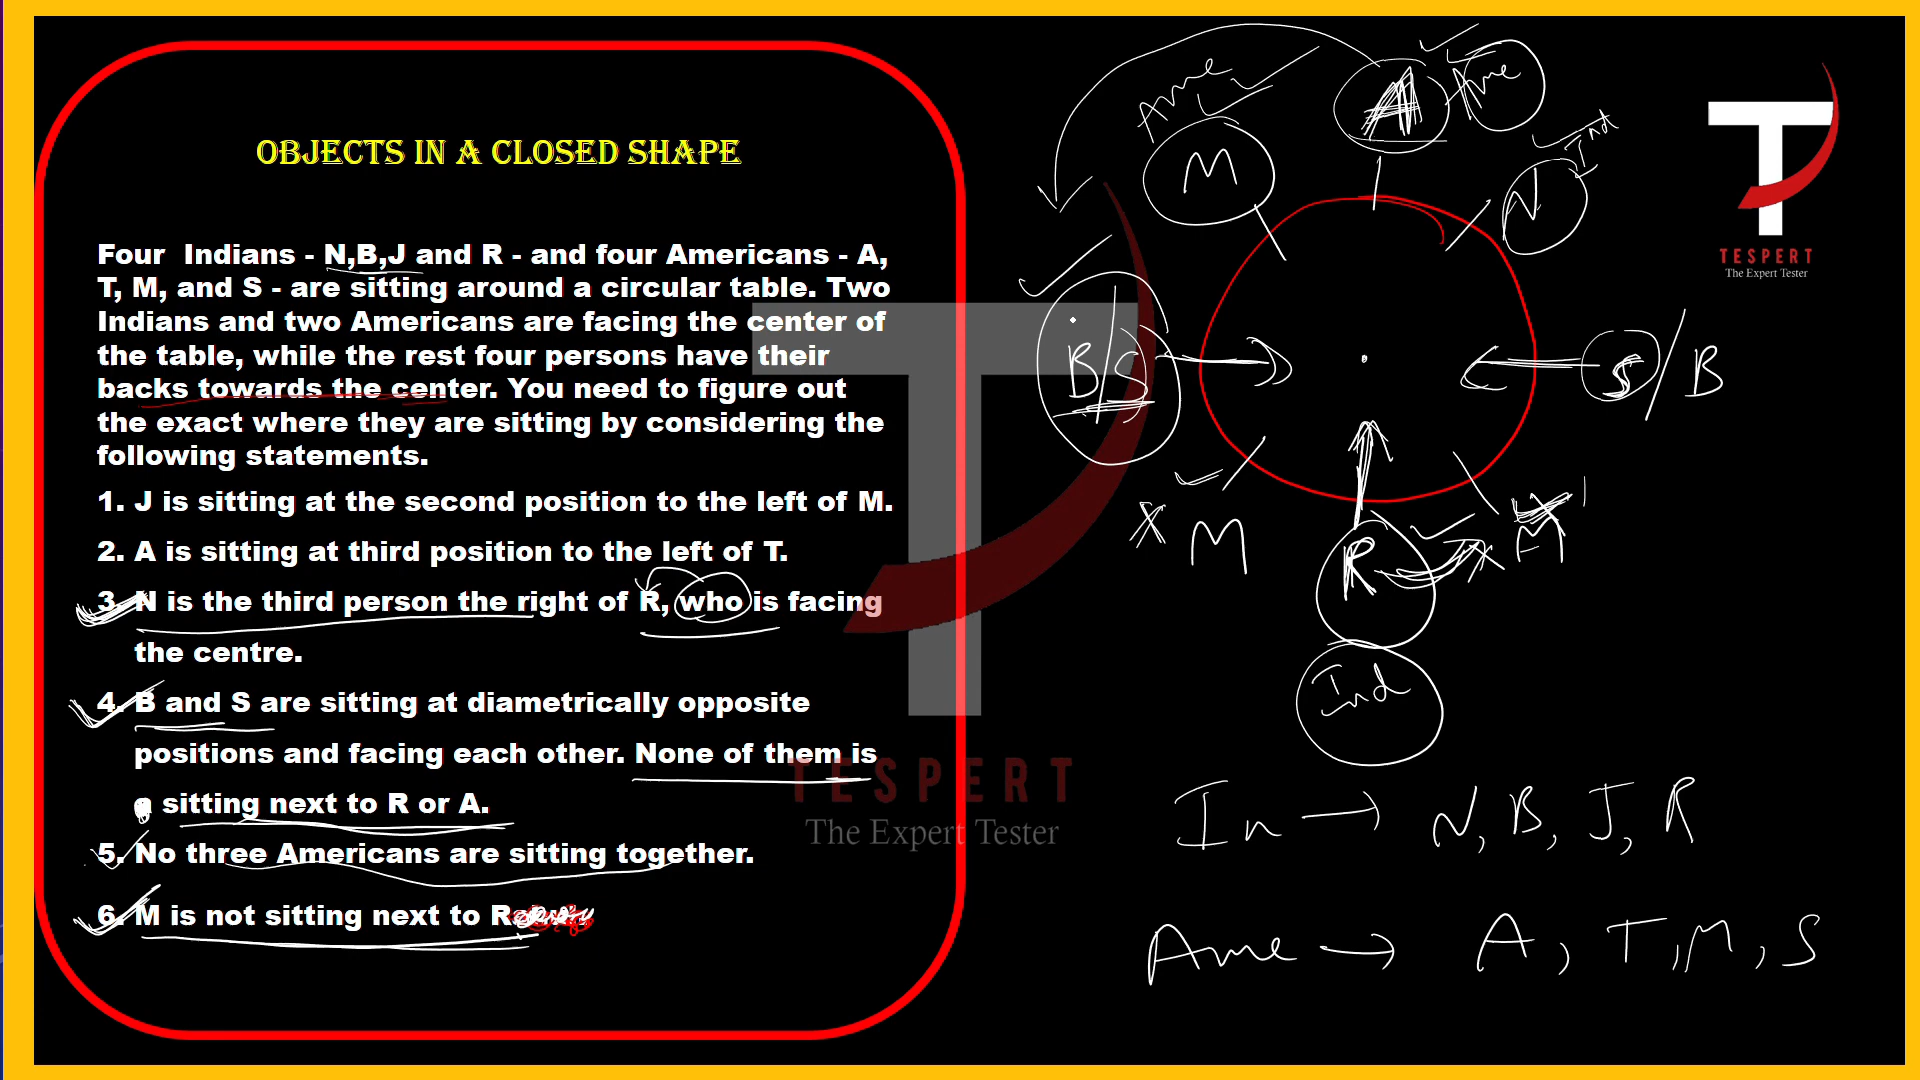 OBJECTS IN A CLOSED SHAPE
Four Indians - N,B,J and R - and four Americans - A,
T, M, and S - are sitting around a circular table. Two
Indians and two Americans are facing the center of
the table, while the rest four persons have their
backs towards the center. You need to figure out
the exact where they are sitting by considering the
following statements.
1. J is sitting at the second position to the left of M.
2. A is sitting at third position to the left of T.
3. N is the third person the right of R, who is facing
the centre.
4. B and S are sitting at diametrically opposite
positions and facing each other. None of them is
sitting next to R or A.
5. No three Americans are sitting together.
6. M is not sitting next to R
Ame
M
A
Ame
N
Ind
B/S
S/B
M
R
M
Ind
In → N, B, J, R
Ame → A, T, M, S
T
TESPERT
The Expert Tester
TESPERT
The Expert Tester